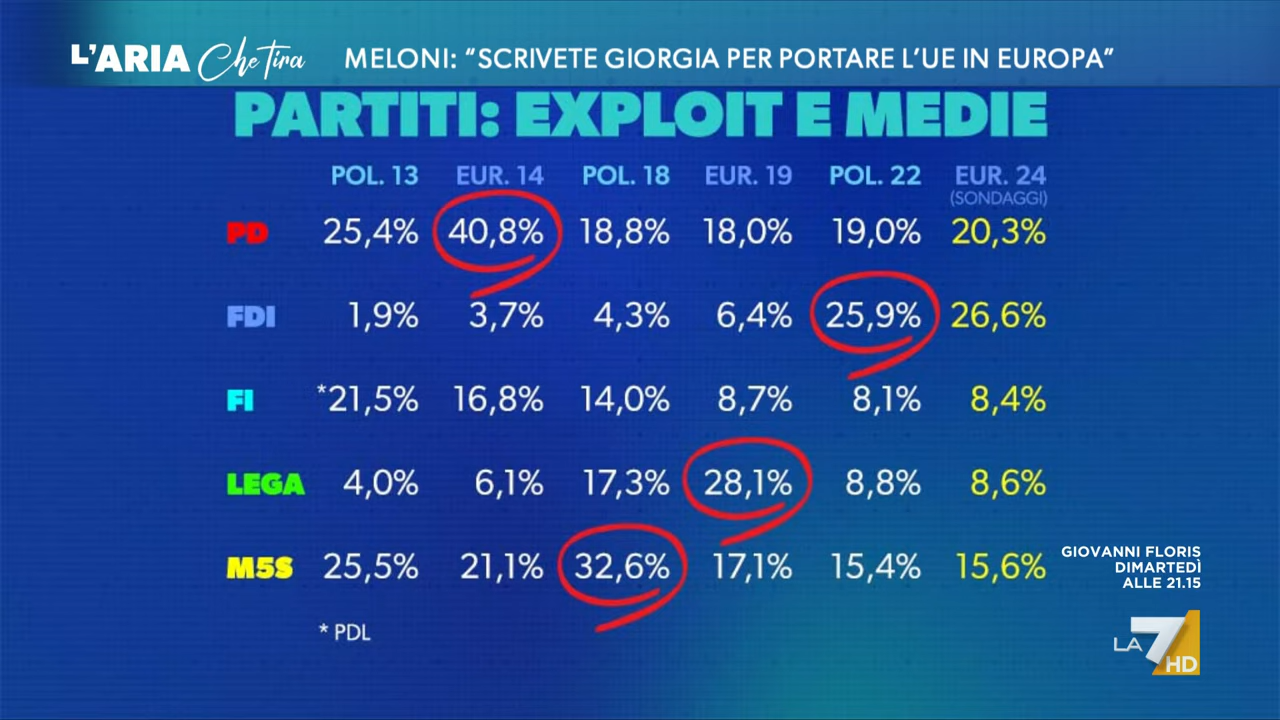 L'ARIA Che tira
MELONI: “SCRIVETE GIORGIA PER PORTARE L’UE IN EUROPA”
PARTITI: EXPLOIT E MEDIE
POL. 13 EUR. 14 POL. 18 EUR. 19 POL. 22 EUR. 24
(SONDAGGI)
PD 25,4% 40,8% 18,8% 18,0% 19,0% 20,3%
FDI 1,9% 3,7% 4,3% 6,4% 25,9% 26,6%
FI *21,5% 16,8% 14,0% 8,7% 8,1% 8,4%
LEGA 4,0% 6,1% 17,3% 28,1% 8,8% 8,6%
M5S 25,5% 21,1% 32,6% 17,1% 15,4% 15,6%
* PDL
GIOVANNI FLORIS
DIMARTEDÌ
ALLE 21.15
LA 7 HD